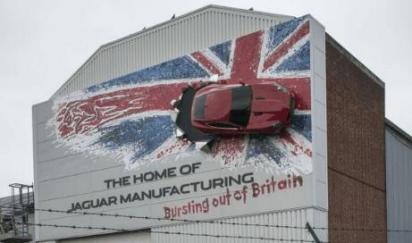 THE HOME OF
JAGUAR MANUFACTURING
Bursting out of Britain